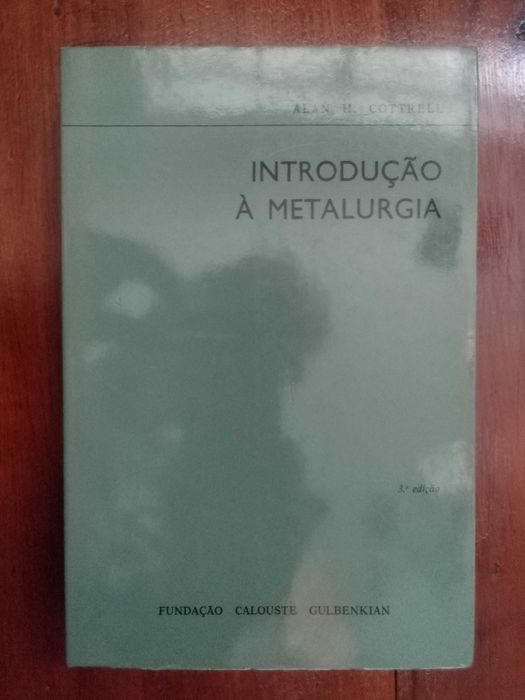 ALAN H. COTTRELL
INTRODUÇÃO
À METALURGIA
3.ª edição
FUNDAÇÃO CALOUSTE GULBENKIAN